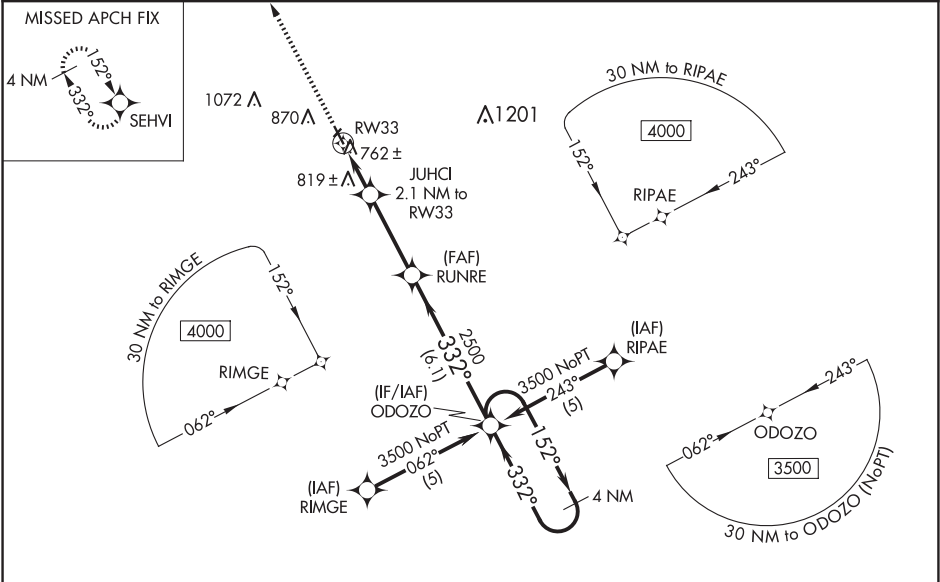 MISSED APCH FIX
4 NM
152°
332°
SEHVI
1072
870
RW33
762 ±
819 ±
JUHCI
2.1 NM to
RW33
1201
30 NM to RIPAE
4000
152°
243°
RIPAE
(FAF)
RUNRE
30 NM to RIMGE
4000
152°
RIMGE
062°
2500
332°
(6.1)
(IF/IAF)
ODOZO
(IAF)
RIPAE
3500 NoPT
243°
(5)
3500 NoPT
062°
(5)
(IAF)
RIMGE
152°
332°
4 NM
243°
062°
ODOZO
3500
30 NM to ODOZO (NoPT)